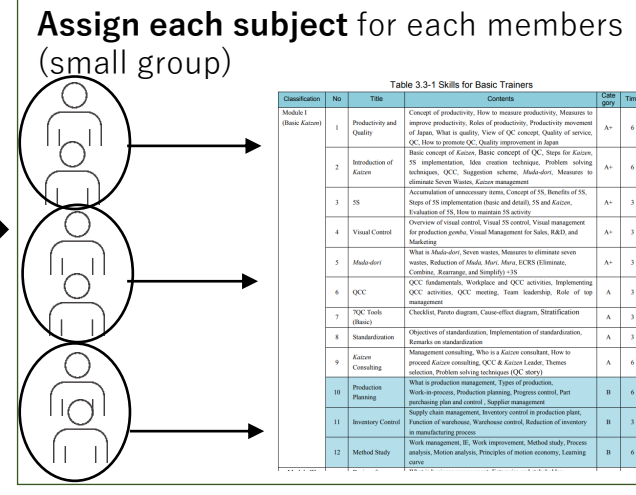 Assign each subject for each members
(small group)
Table 3.3-1 Skills for Basic Trainers
Classification No Title Contents Cate gory Tim
Module I
(Basic Kaizen)
1 Productivity and Quality
Concept of productivity, How to measure productivity, Measures to
improve productivity, Roles of productivity, Productivity movement
of Japan, What is quality, View of QC concept, Quality of service,
QC, How to promote QC, Quality improvement in Japan
A+ 6
2 Introduction of Kaizen
Basic concept of Kaizen, Basic concept of QC, Steps for Kaizen,
5S implementation, Idea creation technique, Problem solving
techniques, QCC, Suggestion scheme, Muda-dori, Measures to
eliminate Seven Wastes, Kaizen management
A+ 6
3 5S
Accumulation of unnecessary items, Concept of 5S, Benefits of 5S,
Steps of 5S implementation (basic and detail), 5S and Kaizen,
Evaluation of 5S, How to maintain 5S activity
A+ 3
4 Visual Control
Overview of visual control, Visual 5S control, Visual management
for production gemba, Visual Management for Sales, R&D, and
Marketing
A+ 3
5 Muda-dori
What is Muda-dori, Seven wastes, Measures to eliminate seven
wastes, Reduction of Muda, Muri, Mura, ECRS (Eliminate,
Combine, Rearrange, and Simplify) +3S
A+ 3
6 QCC
QCC fundamentals, Workplace and QCC activities, Implementing
QCC activities, QCC meeting, Team leadership, Role of top
management
A 3
7 7QC Tools (Basic)
Checklist, Pareto diagram, Cause-effect diagram, Stratification
A 3
8 Standardization
Objectives of standardization, Implementation of standardization,
Remarks on standardization
A 3
9 Kaizen Consulting
Management consulting, Who is a Kaizen consultant, How to
proceed Kaizen consulting, QCC & Kaizen Leader, Themes
selection, Problem solving techniques (QC story)
A 6
10 Production Planning
What is production management, Types of production,
Work-in-process, Production planning, Progress control, Part
purchasing plan and control , Supplier management
B 6
11 Inventory Control
Supply chain management, Inventory control in production plant,
Function of warehouse, Warehouse control, Reduction of inventory
in manufacturing process
B 3
12 Method Study
Work management, IE, Work improvement, Method study, Process
analysis, Motion analysis, Principles of motion economy, Learning
curve
B 6